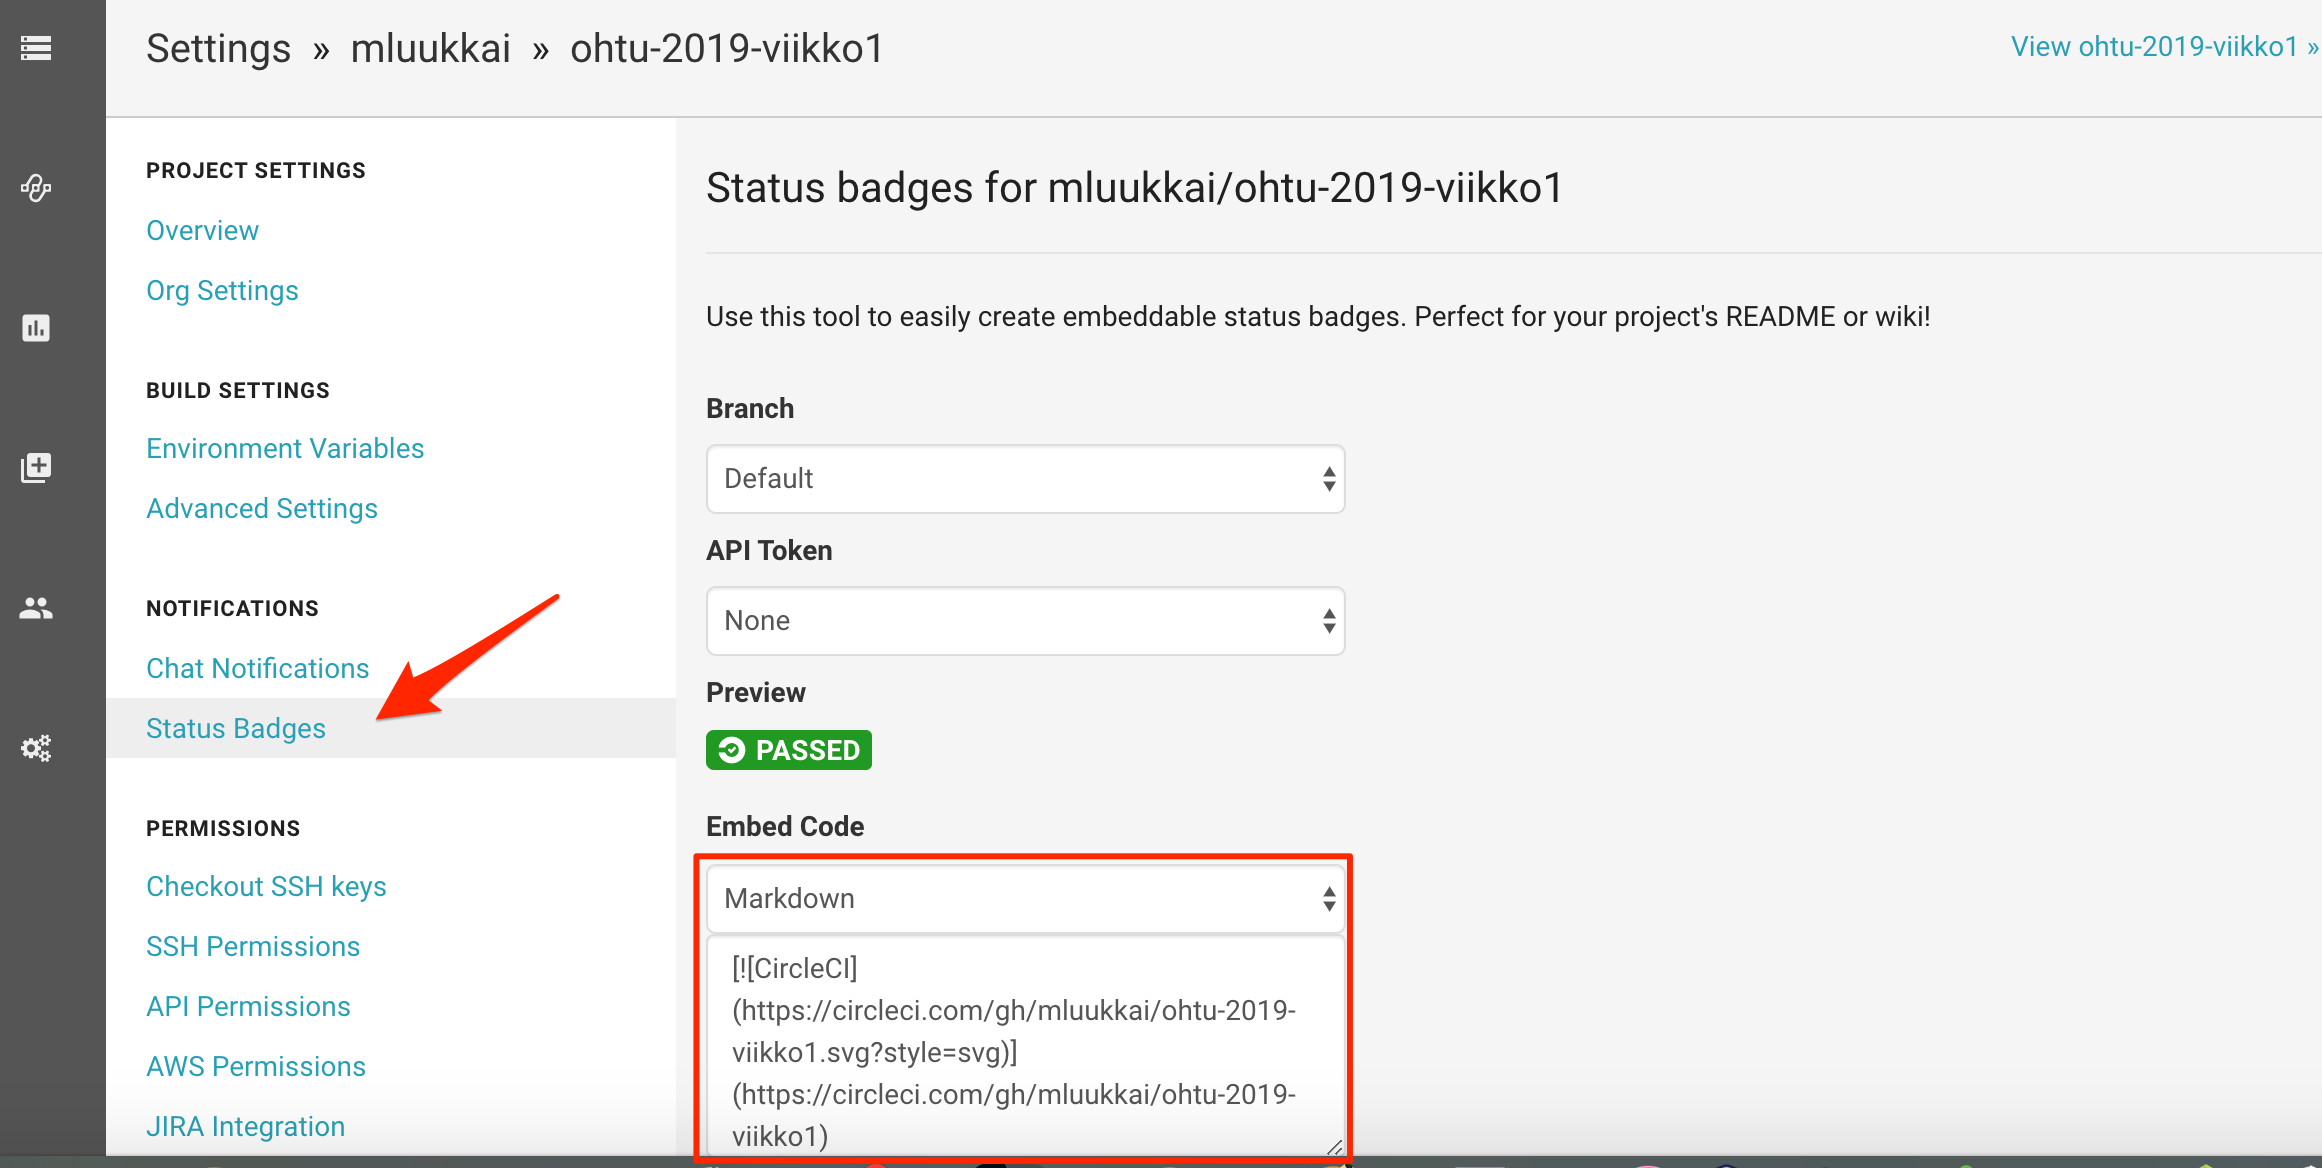 Settings » mluukkai » ohtu-2019-viikko1
View ohtu-2019-viikko1 »
PROJECT SETTINGS
Overview
Org Settings
BUILD SETTINGS
Environment Variables
Advanced Settings
NOTIFICATIONS
Chat Notifications
Status Badges
PERMISSIONS
Checkout SSH keys
SSH Permissions
API Permissions
AWS Permissions
JIRA Integration
Status badges for mluukkai/ohtu-2019-viikko1
Use this tool to easily create embeddable status badges. Perfect for your project's README or wiki!
Branch
Default
API Token
None
Preview
PASSED
Embed Code
Markdown
[![CircleCI]
(https://circleci.com/gh/mluukkai/ohtu-2019-
viikko1.svg?style=svg)]
(https://circleci.com/gh/mluukkai/ohtu-2019-
viikko1)